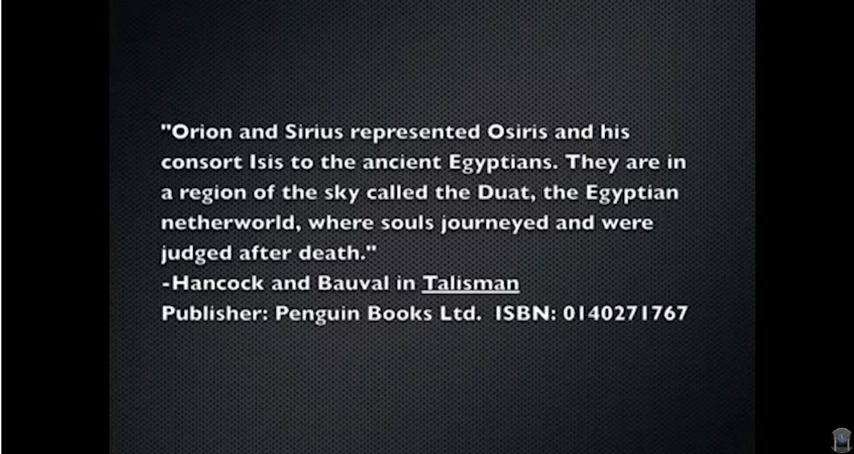 "Orion and Sirius represented Osiris and his
consort Isis to the ancient Egyptians. They are in
a region of the sky called the Duat, the Egyptian
netherworld, where souls journeyed and were
judged after death."
-Hancock and Bauval in Talisman
Publisher: Penguin Books Ltd.  ISBN: 0140271767